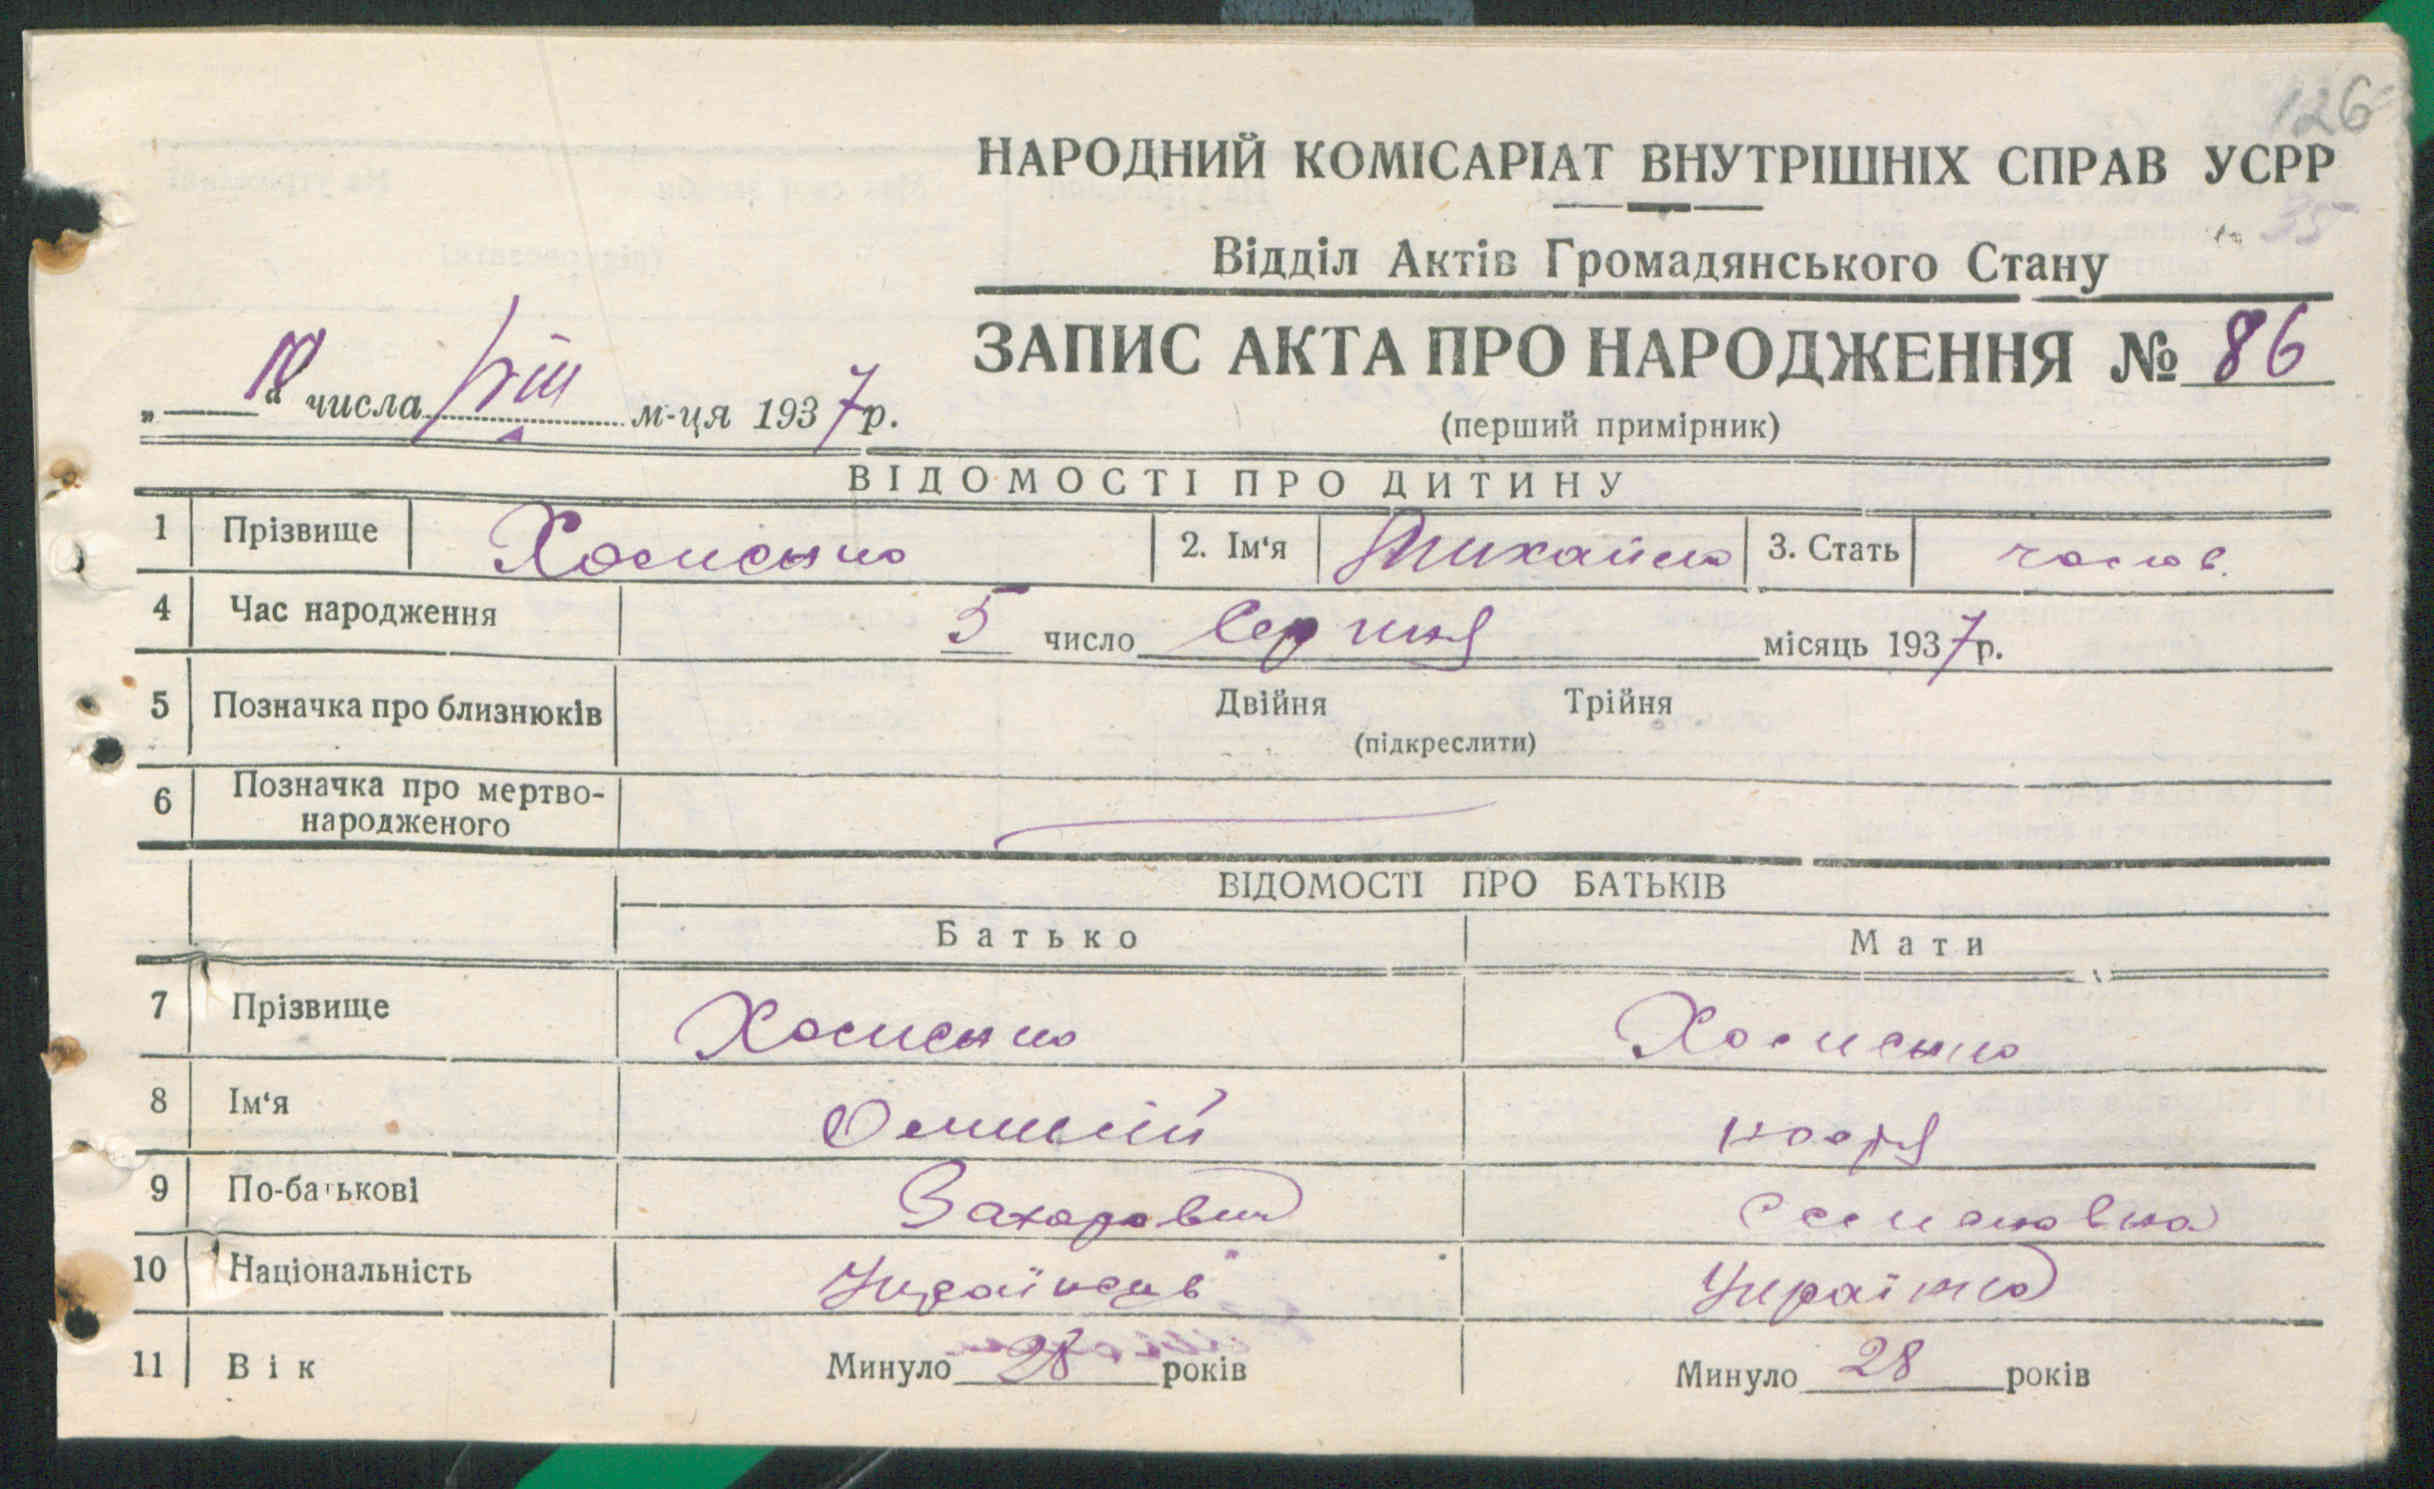 126
НАРОДНИЙ КОМІСАРІАТ ВНУТРІШНІХ СПРАВ УСРР
35
Відділ Актів Громадянського Стану
ЗАПИС АКТА ПРО НАРОДЖЕННЯ № 86
„ 18 “ числа VIII м-ця 1937 р.
(перший примірник)
ВІДОМОСТІ ПРО ДИТИНУ
1 Прізвище Хоменко 2. Ім‘я Михайло 3. Стать чолов.
4 Час народження 5 число серпня місяць 1937 р.
5 Позначка про близнюків Двійня Трійня
(підкреслити)
6 Позначка про мертво-
народженого
ВІДОМОСТІ ПРО БАТЬКІВ
Батько Мати
7 Прізвище Хоменко Хоменко
8 Ім‘я
9 По-батькові Захарович Семеновна
10 Національність Українець Українка
11 Вік Минуло 28 років Минуло 28 років